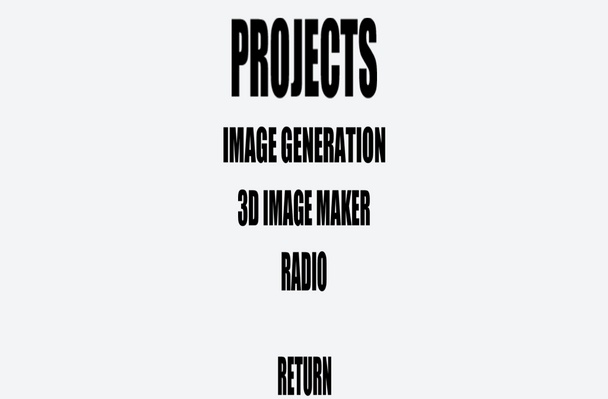 PROJECTS
IMAGE GENERATION
3D IMAGE MAKER
RADIO
RETURN